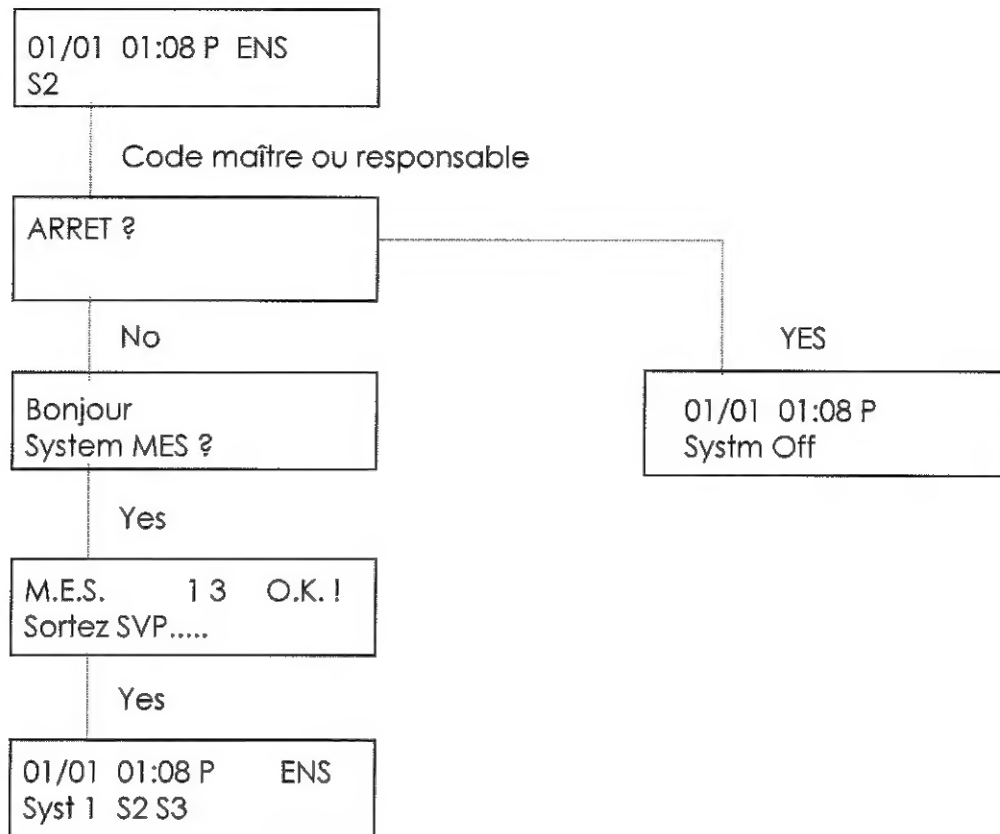 01/01 01:08 P ENS
S2
Code maître ou responsable
ARRET ?
No
YES
Bonjour
System MES ?
01/01 01:08 P
Systm Off
Yes
M.E.S. 1 3 O.K. !
Sortez SVP.....
Yes
01/01 01:08 P ENS
Syst 1 S2 S3